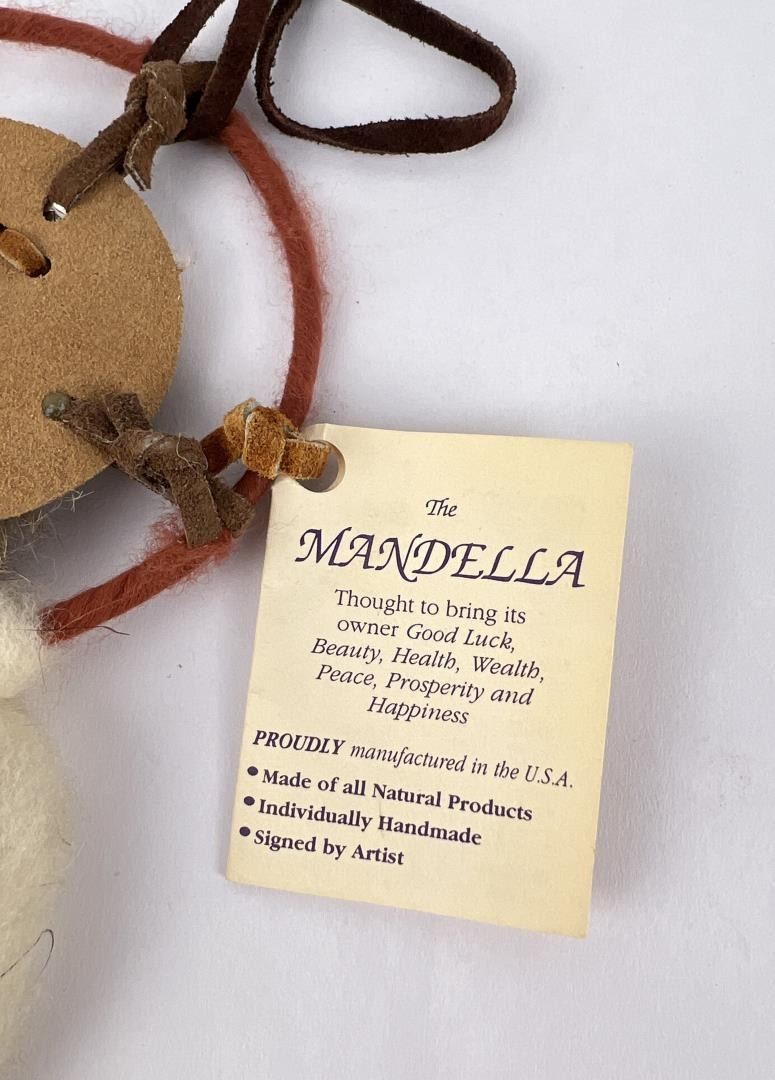 The
MANDELLA
Thought to bring its
owner Good Luck,
Beauty, Health, Wealth,
Peace, Prosperity and
Happiness
PROUDLY manufactured in the U.S.A.
• Made of all Natural Products
• Individually Handmade
• Signed by Artist